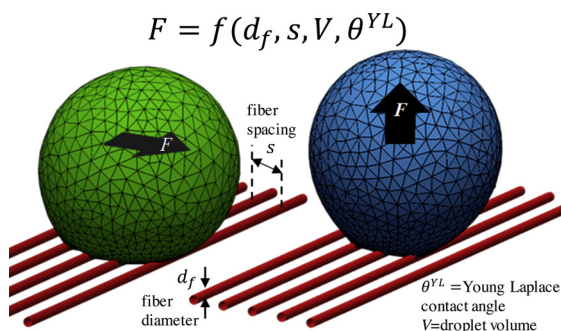 F = f(d_f, s, V, θ^{YL})
fiber
spacing
s
F
F
d_f
fiber
diameter
θ^{YL} =Young Laplace
contact angle
V=droplet volume